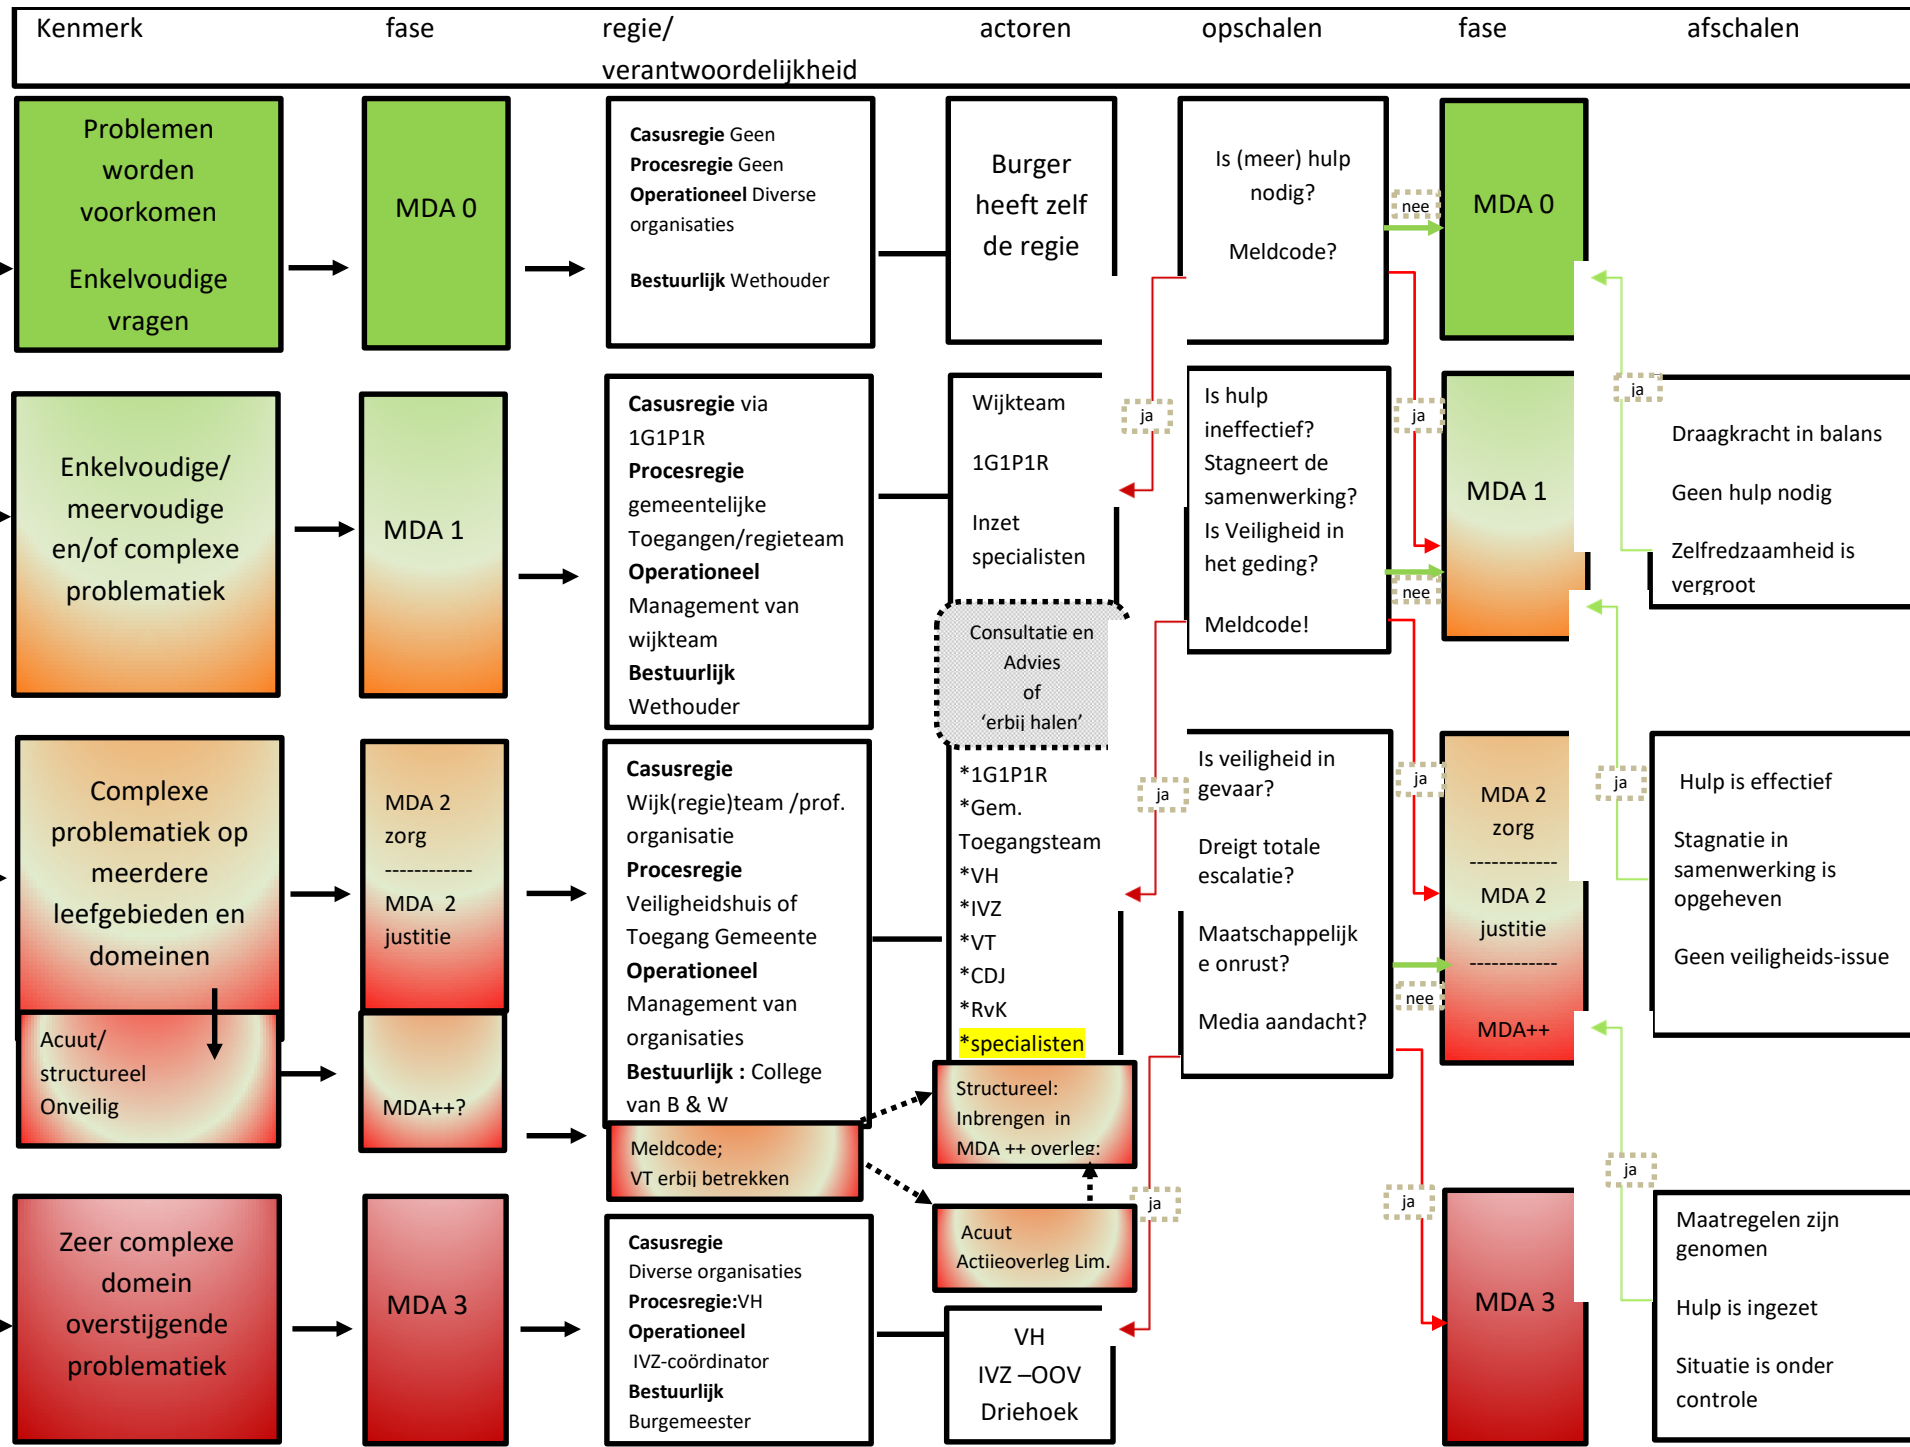 Kenmerk fase regie/ actoren opschalen fase afschalen
verantwoordelijkheid
Problemen
worden
voorkomen
Enkelvoudige
vragen
MDA 0
Casusregie Geen
Procesregie Geen
Operationeel Diverse
organisaties
Bestuurlijk Wethouder
Burger
heeft zelf
de regie
Is (meer) hulp
nodig?
Meldcode?
nee
MDA 0
Enkelvoudige/
meervoudige
en/of complexe
problematiek
MDA 1
Casusregie via
1G1P1R
Procesregie
gemeentelijke
Toegangen/regieteam
Operationeel
Management van
wijkteam
Bestuurlijk
Wethouder
Wijkteam
1G1P1R
Inzet
specialisten
Consultatie en
Advies
of
‘erbij halen’
ja
Is hulp
ineffectief?
Stagneert de
samenwerking?
Is Veiligheid in
het geding?
Meldcode!
ja
nee
MDA 1
ja
Draagkracht in balans
Geen hulp nodig
Zelfredzaamheid is
vergroot
Complexe
problematiek op
meerdere
leefgebieden en
domeinen
Acuut/
structureel
Onveilig
MDA 2
zorg
------------
MDA 2
justitie
MDA++?
Casusregie
Wijk(regie)team /prof.
organisatie
Procesregie
Veiligheidshuis of
Toegang Gemeente
Operationeel
Management van
organisaties
Bestuurlijk : College
van B & W
Meldcode;
VT erbij betrekken
*1G1P1R
*Gem.
Toegangsteam
*VH
*IVZ
*VT
*CDJ
*RvK
*specialisten
Structureel:
Inbrengen in
MDA ++ overleg:
Acuut
Actiieoverleg Lim.
ja
Is veiligheid in
gevaar?
Dreigt totale
escalatie?
Maatschappelijk
e onrust?
Media aandacht?
ja
nee
MDA 2
zorg
------------
MDA 2
justitie
------------
MDA++
ja
Hulp is effectief
Stagnatie in
samenwerking is
opgeheven
Geen veiligheids-issue
Zeer complexe
domein
overstijgende
problematiek
MDA 3
Casusregie
Diverse organisaties
Procesregie:VH
Operationeel
IVZ-coördinator
Bestuurlijk
Burgemeester
VH
IVZ –OOV
Driehoek
ja
ja
MDA 3
ja
Maatregelen zijn
genomen
Hulp is ingezet
Situatie is onder
controle